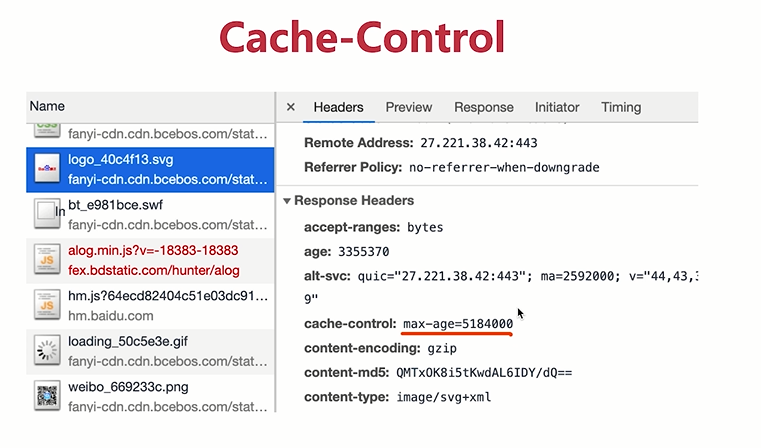 Cache-Control
Name
fanyi-cdn.cdn.bcebos.com/stat…
logo_40c4f13.svg
fanyi-cdn.cdn.bcebos.com/stat…
bt_e981bce.swf
fanyi-cdn.cdn.bcebos.com/stat…
alog.min.js?v=-18383-18383
fex.bdstatic.com/hunter/alog
hm.js?64ecd82404c51e03dc91…
hm.baidu.com
loading_50c5e3e.gif
fanyi-cdn.cdn.bcebos.com/stat…
weibo_669233c.png
fanyi-cdn.cdn.bcebos.com/stat…
× Headers Preview Response Initiator Timing
Remote Address: 27.221.38.42:443
Referrer Policy: no-referrer-when-downgrade
Response Headers
accept-ranges: bytes
age: 3355370
alt-svc: quic="27.221.38.42:443"; ma=2592000; v="44,43,3
9"
cache-control: max-age=5184000
content-encoding: gzip
content-md5: QMTxOK8i5tKwdAL6IDY/dQ==
content-type: image/svg+xml